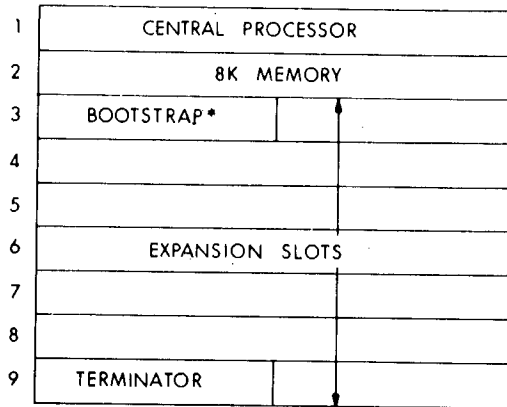 1 CENTRAL PROCESSOR
2 8K MEMORY
3 BOOTSTRAP*
4
5
6 EXPANSION SLOTS
7
8
9 TERMINATOR